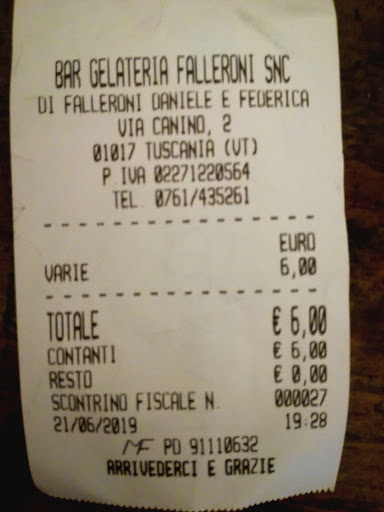 BAR GELATERIA FALLERONI SNC
DI FALLERONI DANIELE E FEDERICA
VIA CANINO, 2
01017 TUSCANIA (VT)
P IVA 02271220564
TEL. 0761/435261
EURO
VARIE 6,00
TOTALE € 6,00
CONTANTI € 6,00
RESTO € 0,00
SCONTRINO FISCALE N. 000027
21/06/2019 19:28
MF PD 91110632
ARRIVEDERCI E GRAZIE